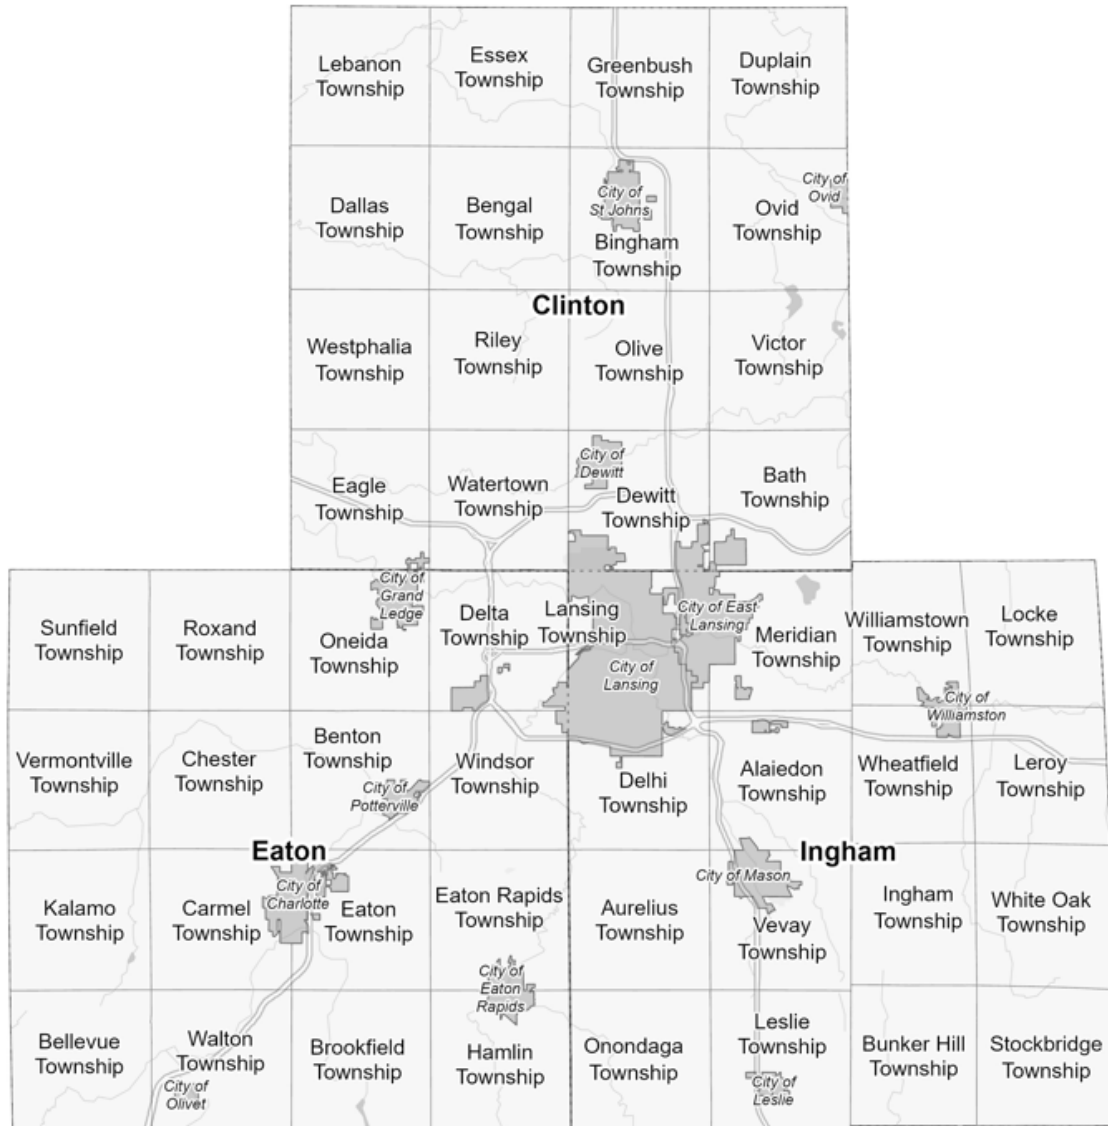 Lebanon
Township
Essex
Township
Greenbush
Township
Duplain
Township
Dallas
Township
Bengal
Township
City of
St Johns
Bingham
Township
City of
Ovid
Ovid
Township
Clinton
Westphalia
Township
Riley
Township
Olive
Township
Victor
Township
Eagle
Township
Watertown
Township
City of
Dewitt
Dewitt
Township
Bath
Township
Sunfield
Township
Roxand
Township
City of
Grand
Ledge
Oneida
Township
Delta
Township
Lansing
Township
City of East
Lansing
City of
Lansing
Meridian
Township
Williamstown
Township
Locke
Township
City of
Williamston
Vermontville
Township
Chester
Township
Benton
Township
City of
Potterville
Windsor
Township
Delhi
Township
Alaiedon
Township
Wheatfield
Township
Leroy
Township
Eaton
Ingham
Kalamo
Township
Carmel
Township
City of
Charlotte
Eaton
Township
Eaton Rapids
Township
City of
Eaton
Rapids
Aurelius
Township
City of Mason
Vevay
Township
Ingham
Township
White Oak
Township
Bellevue
Township
Walton
Township
City of
Olivet
Brookfield
Township
Hamlin
Township
Onondaga
Township
Leslie
Township
City of
Leslie
Bunker Hill
Township
Stockbridge
Township